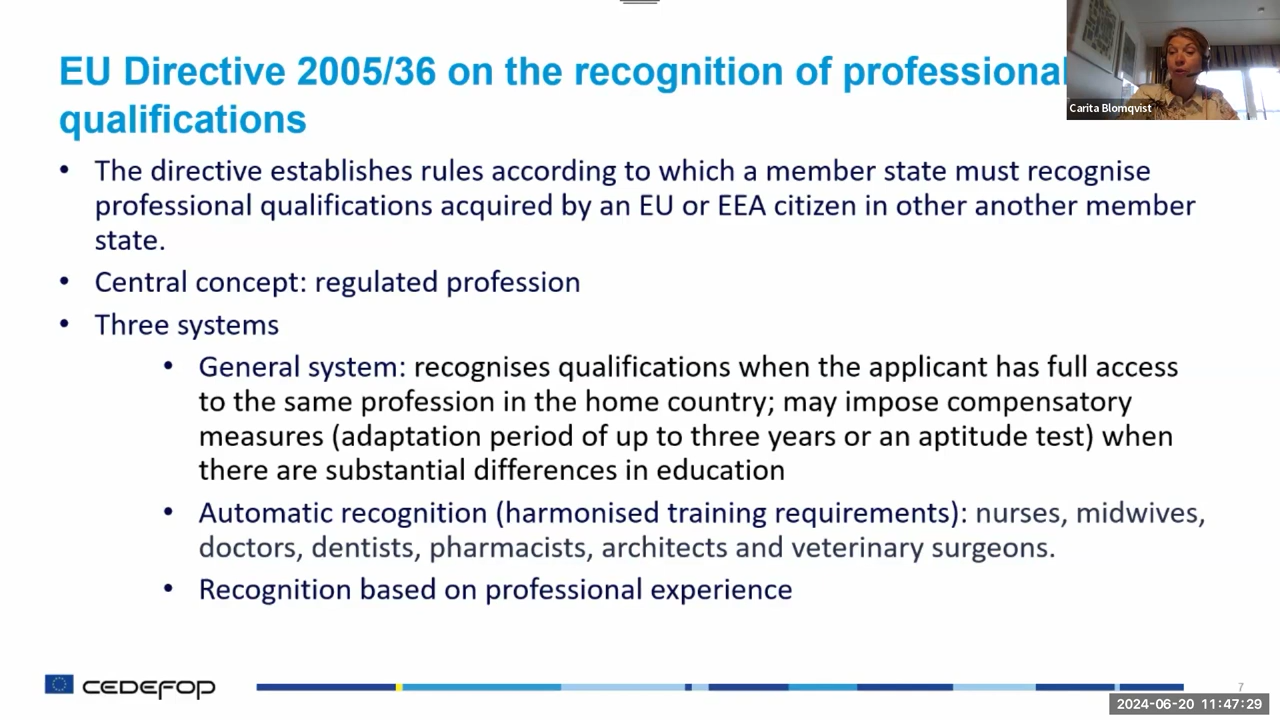 EU Directive 2005/36 on the recognition of professional
qualifications
Carita Blomqvist
• The directive establishes rules according to which a member state must recognise
professional qualifications acquired by an EU or EEA citizen in other another member
state.
• Central concept: regulated profession
• Three systems
• General system: recognises qualifications when the applicant has full access
to the same profession in the home country; may impose compensatory
measures (adaptation period of up to three years or an aptitude test) when
there are substantial differences in education
• Automatic recognition (harmonised training requirements): nurses, midwives,
doctors, dentists, pharmacists, architects and veterinary surgeons.
• Recognition based on professional experience
CEDEFOP
7
2024-06-20 11:47:29